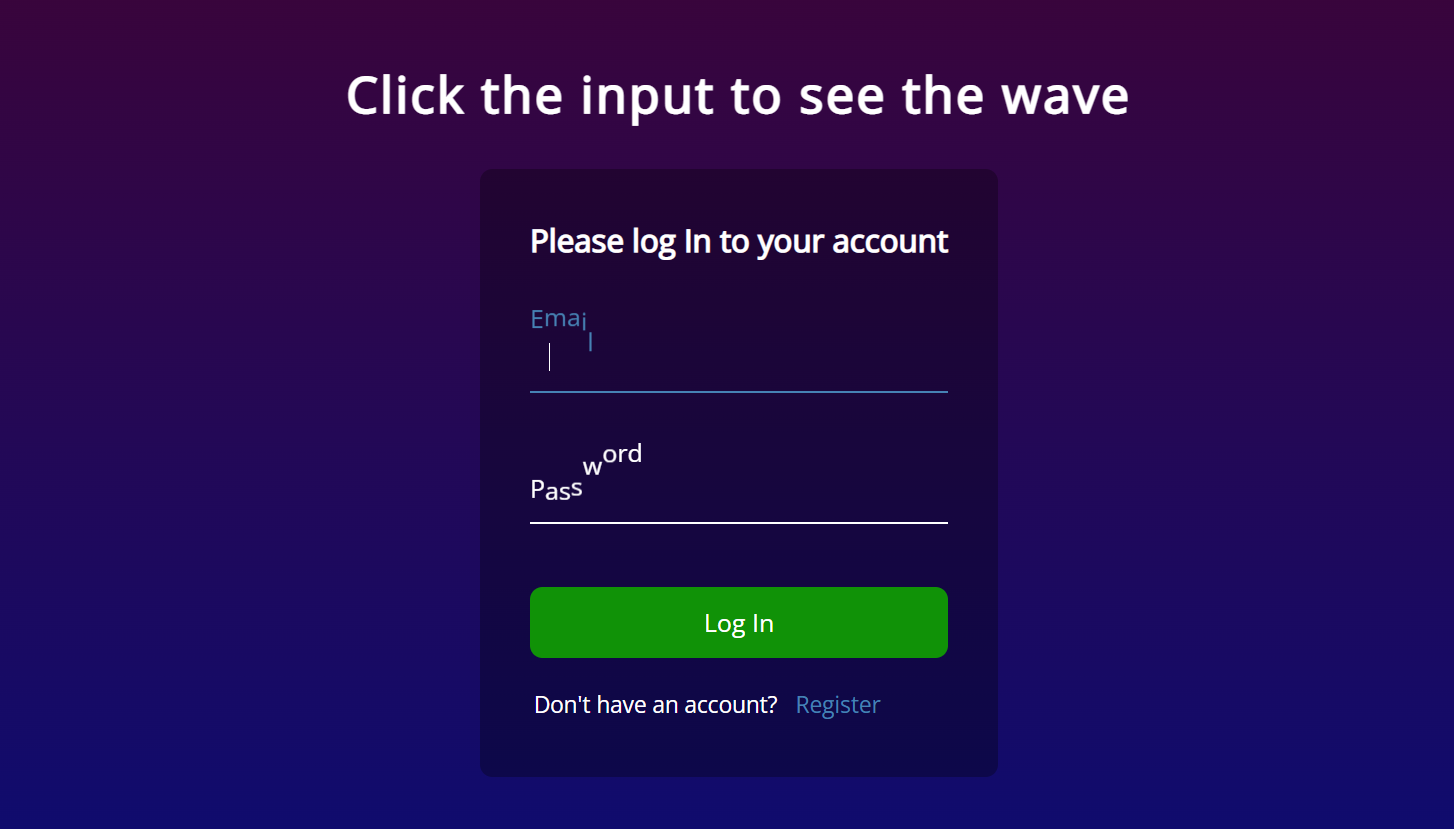 Click the input to see the wave
Please log In to your account
Email
Password
Log In
Don't have an account? Register